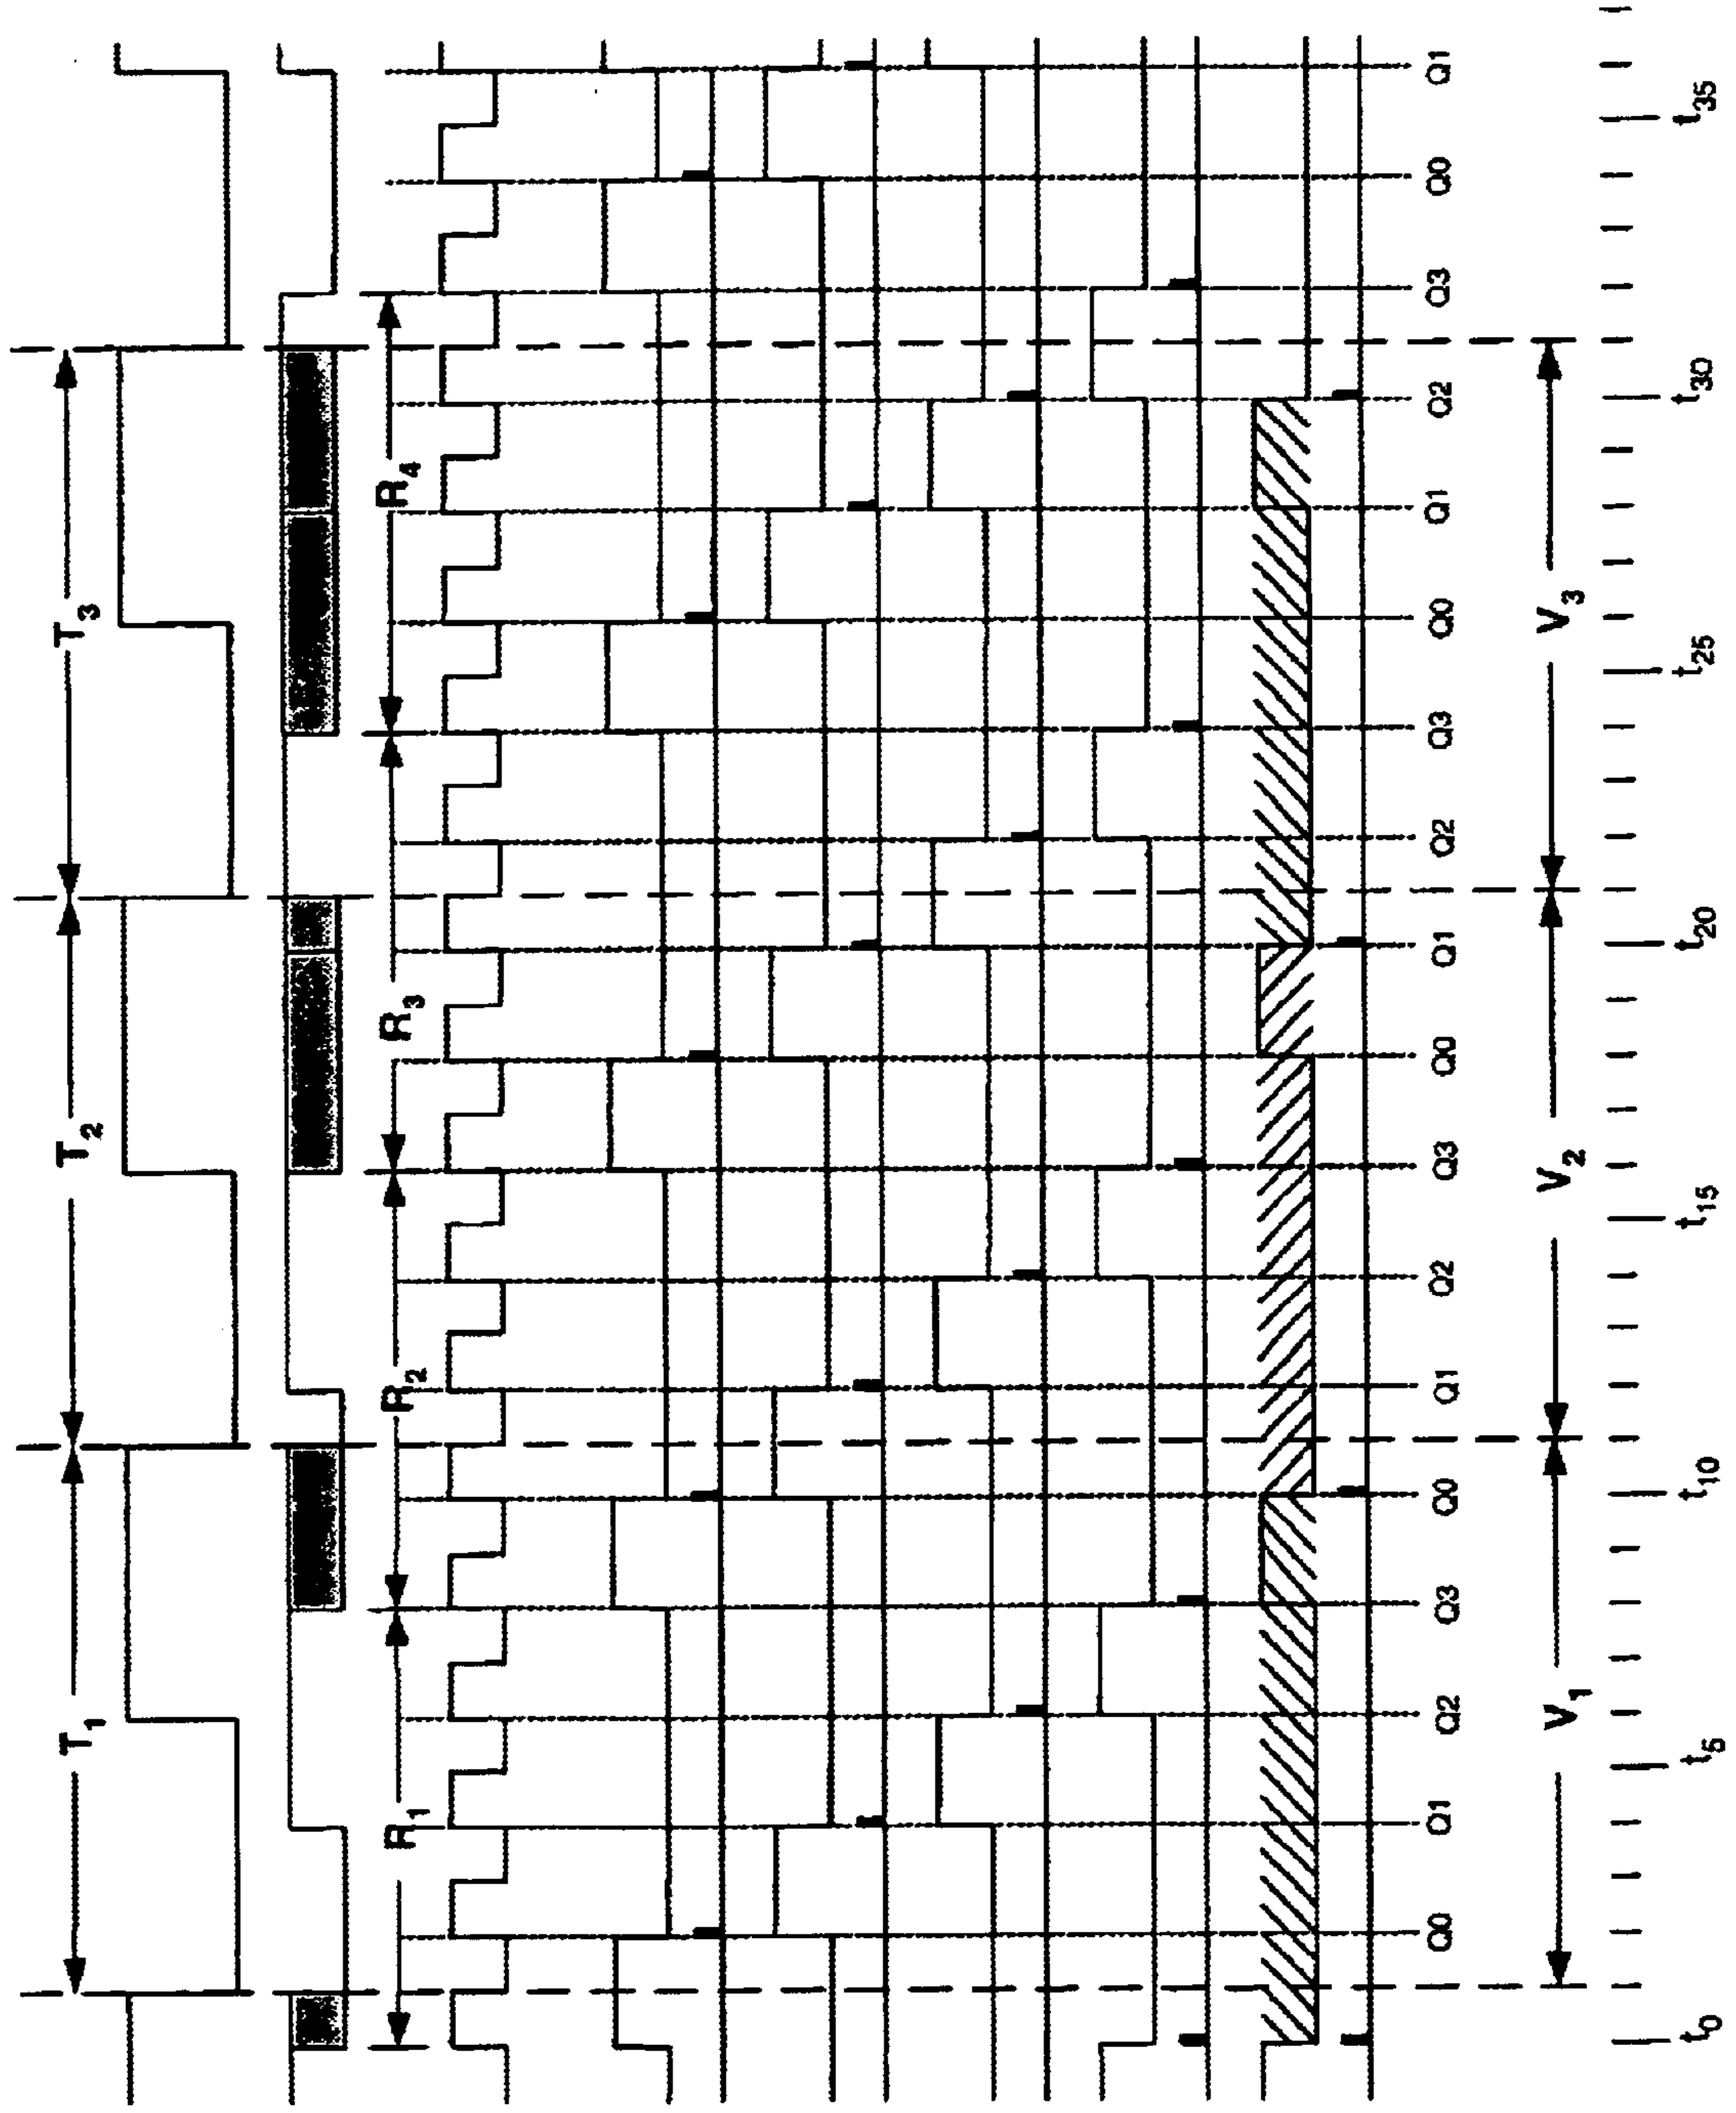 T₁ T₂ T₃
R₁ R₂ R₃ R₄
Q0 Q1 Q2 Q3 Q0 Q1 Q2 Q3 Q0 Q1 Q2 Q3 Q0 Q1 Q2 Q3 Q0 Q1
V₁ V₂ V₃
t₀ t₅ t₁₀ t₁₅ t₂₀ t₂₅ t₃₀ t₃₅